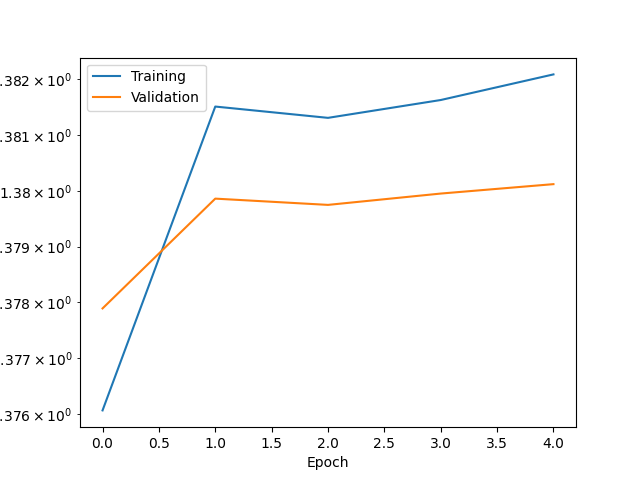 Training
Validation
.382 × 10⁰
.381 × 10⁰
1.38 × 10⁰
.379 × 10⁰
.378 × 10⁰
.377 × 10⁰
.376 × 10⁰
0.0 0.5 1.0 1.5 2.0 2.5 3.0 3.5 4.0
Epoch